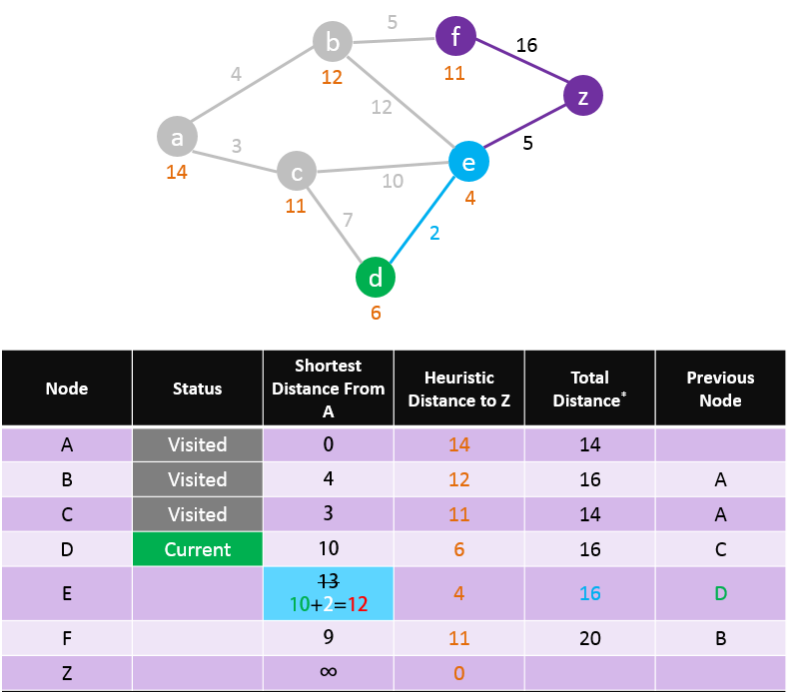 5
b
f
16
4
12
11
z
12
a
3
5
e
14
c
10
4
11
7
2
d
6
Node Status Shortest Distance From A Heuristic Distance to Z Total Distance* Previous Node
A Visited 0 14 14
B Visited 4 12 16 A
C Visited 3 11 14 A
D Current 10 6 16 C
E 13 10+2=12 4 16 D
F 9 11 20 B
Z ∞ 0